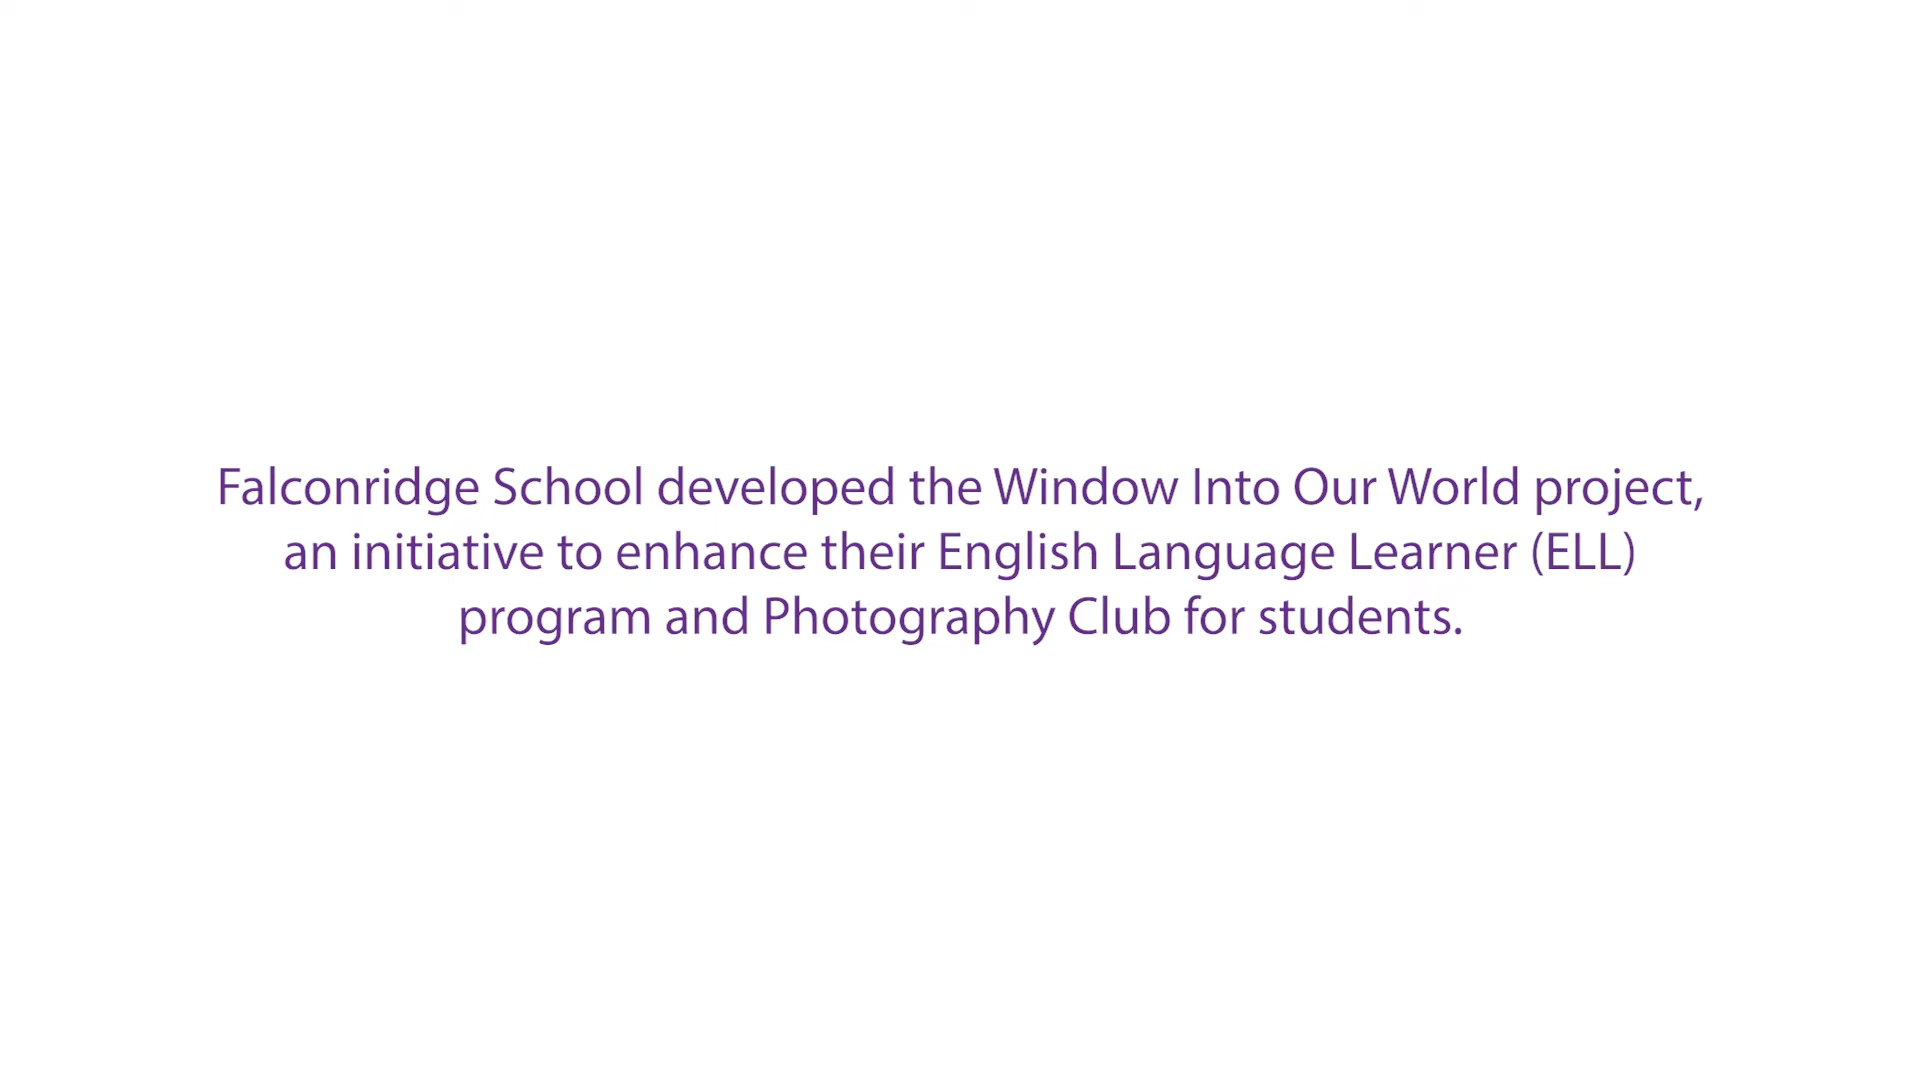 Falconridge School developed the Window Into Our World project,
an initiative to enhance their English Language Learner (ELL)
program and Photography Club for students.